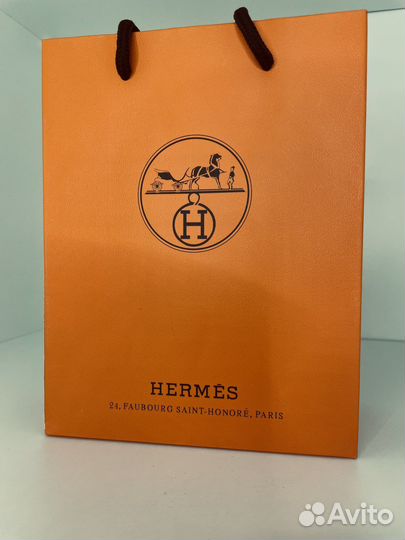 H
HERMÈS
24, FAUBOURG SAINT-HONORÉ, PARIS
Avito